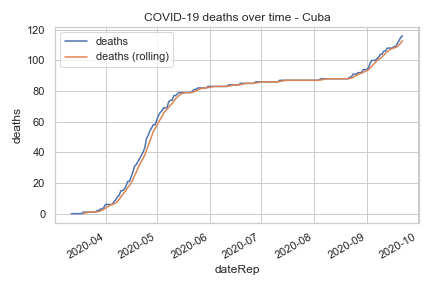 COVID-19 deaths over time - Cuba
deaths
deaths (rolling)
120
100
80
60
40
20
0
deaths
2020-04
2020-05
2020-06
2020-07
2020-08
2020-09
2020-10
dateRep